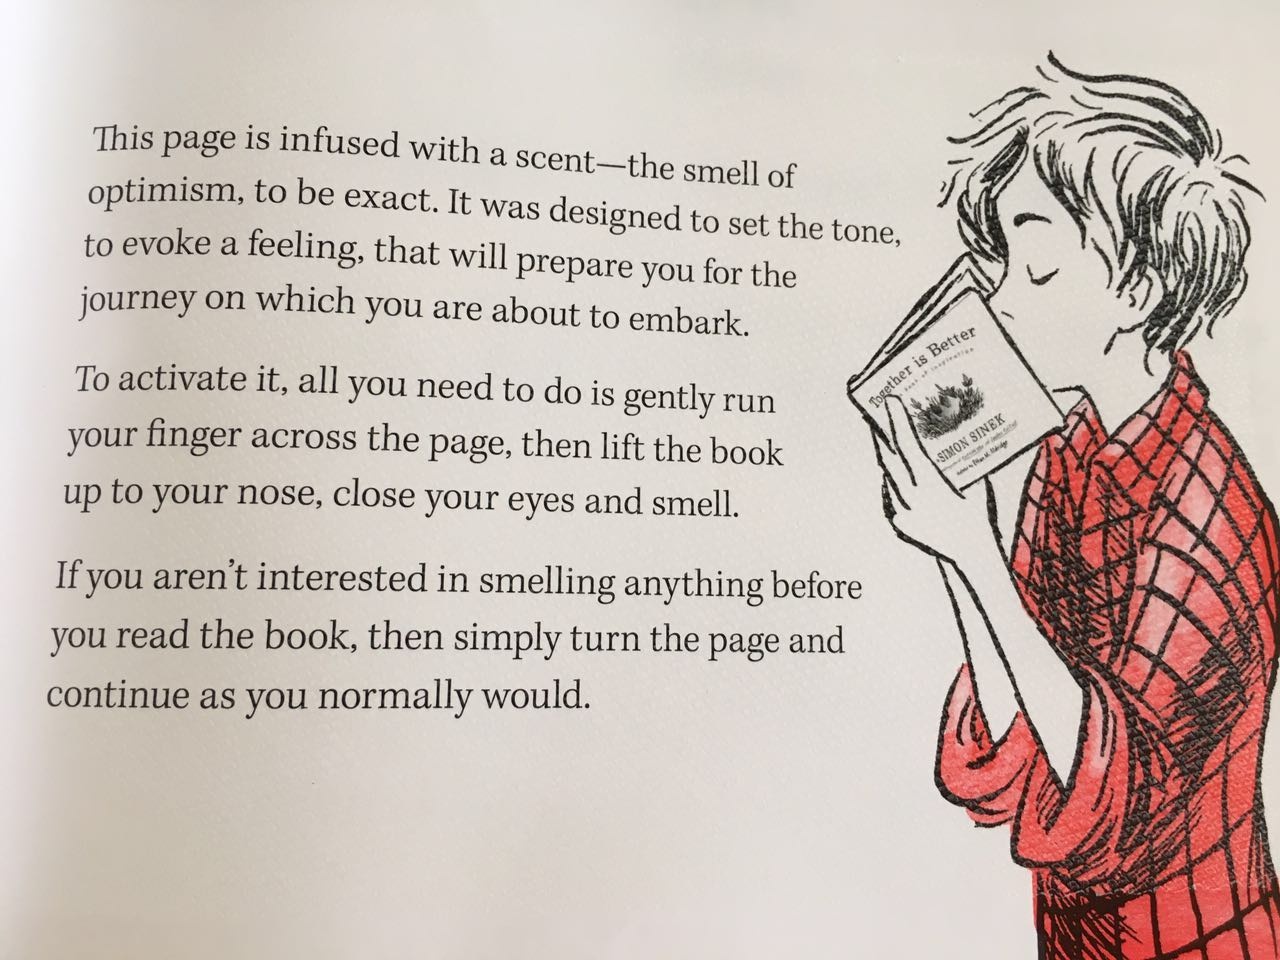 This page is infused with a scent—the smell of
optimism, to be exact. It was designed to set the tone,
to evoke a feeling, that will prepare you for the
journey on which you are about to embark.
To activate it, all you need to do is gently run
your finger across the page, then lift the book
up to your nose, close your eyes and smell.
If you aren’t interested in smelling anything before
you read the book, then simply turn the page and
continue as you normally would.
Together is Better
of inspiration
SIMON SINEK